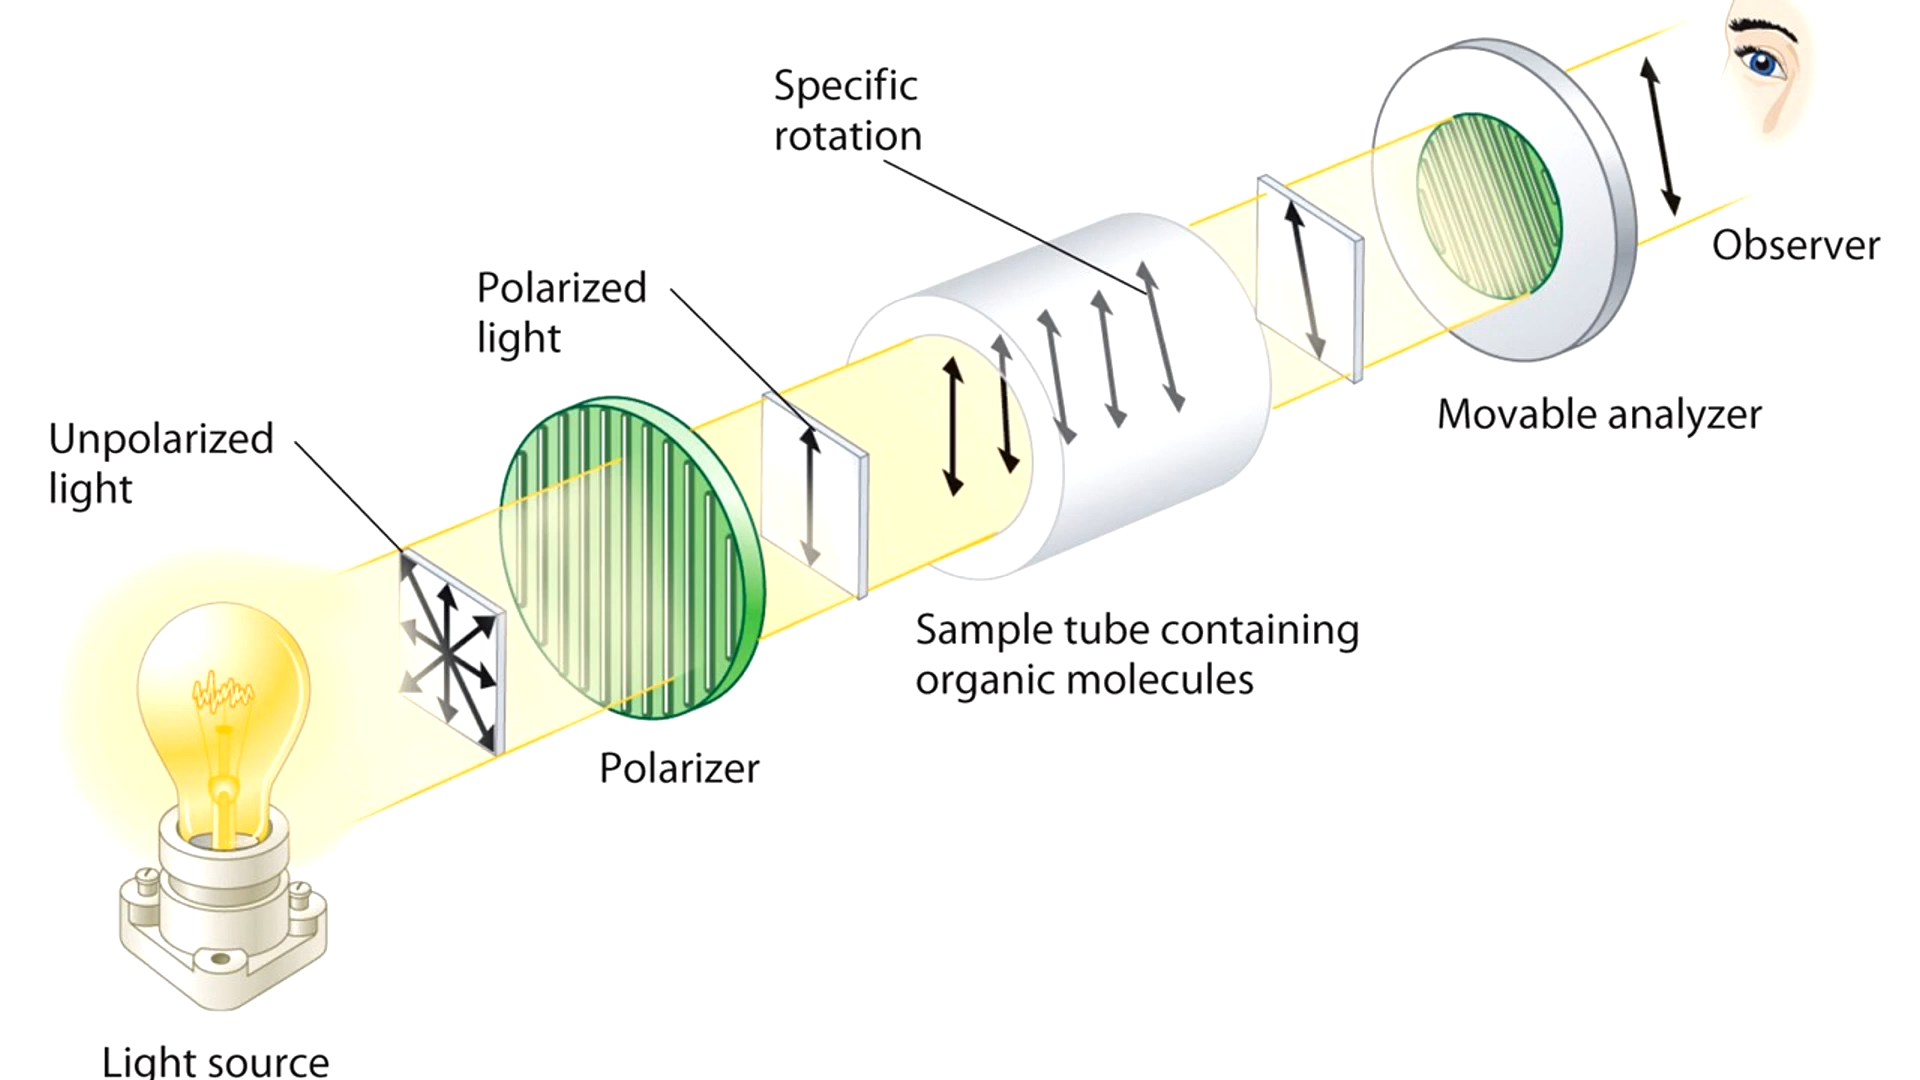 Specific
rotation
Polarized
light
Unpolarized
light
Observer
Movable analyzer
Sample tube containing
organic molecules
Polarizer
Light source